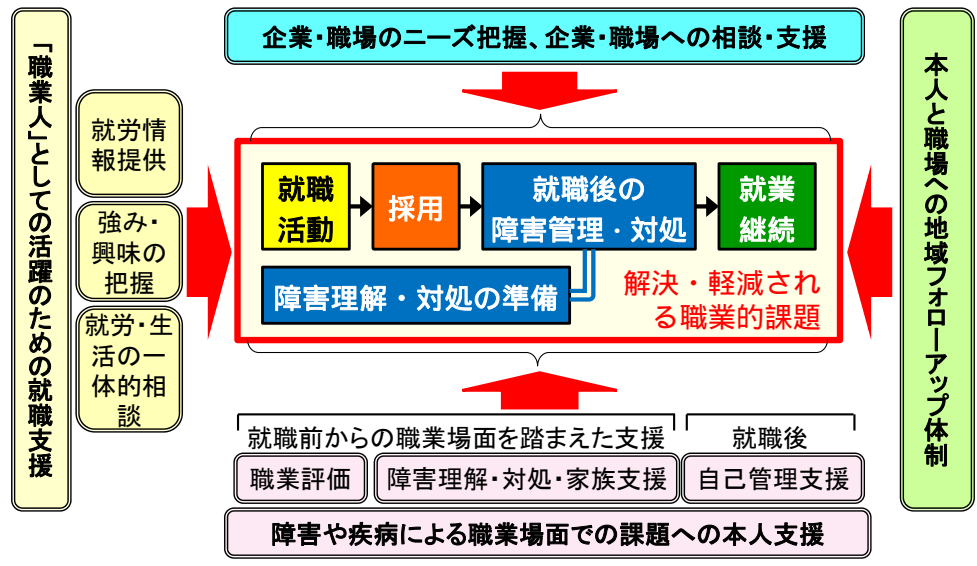 企業・職場のニーズ把握、企業・職場への相談・支援
「職業人」としての活躍のための就職支援
就労情
報提供
強み・
興味の
把握
就労・生
活の一
体的相
談
就職
活動
採用
就職後の
障害管理・対処
就業
継続
障害理解・対処の準備
解決・軽減され
る職業的課題
本人と職場への地域フォローアップ体制
就職前からの職業場面を踏まえた支援
就職後
職業評価
障害理解・対処・家族支援
自己管理支援
障害や疾病による職業場面での課題への本人支援